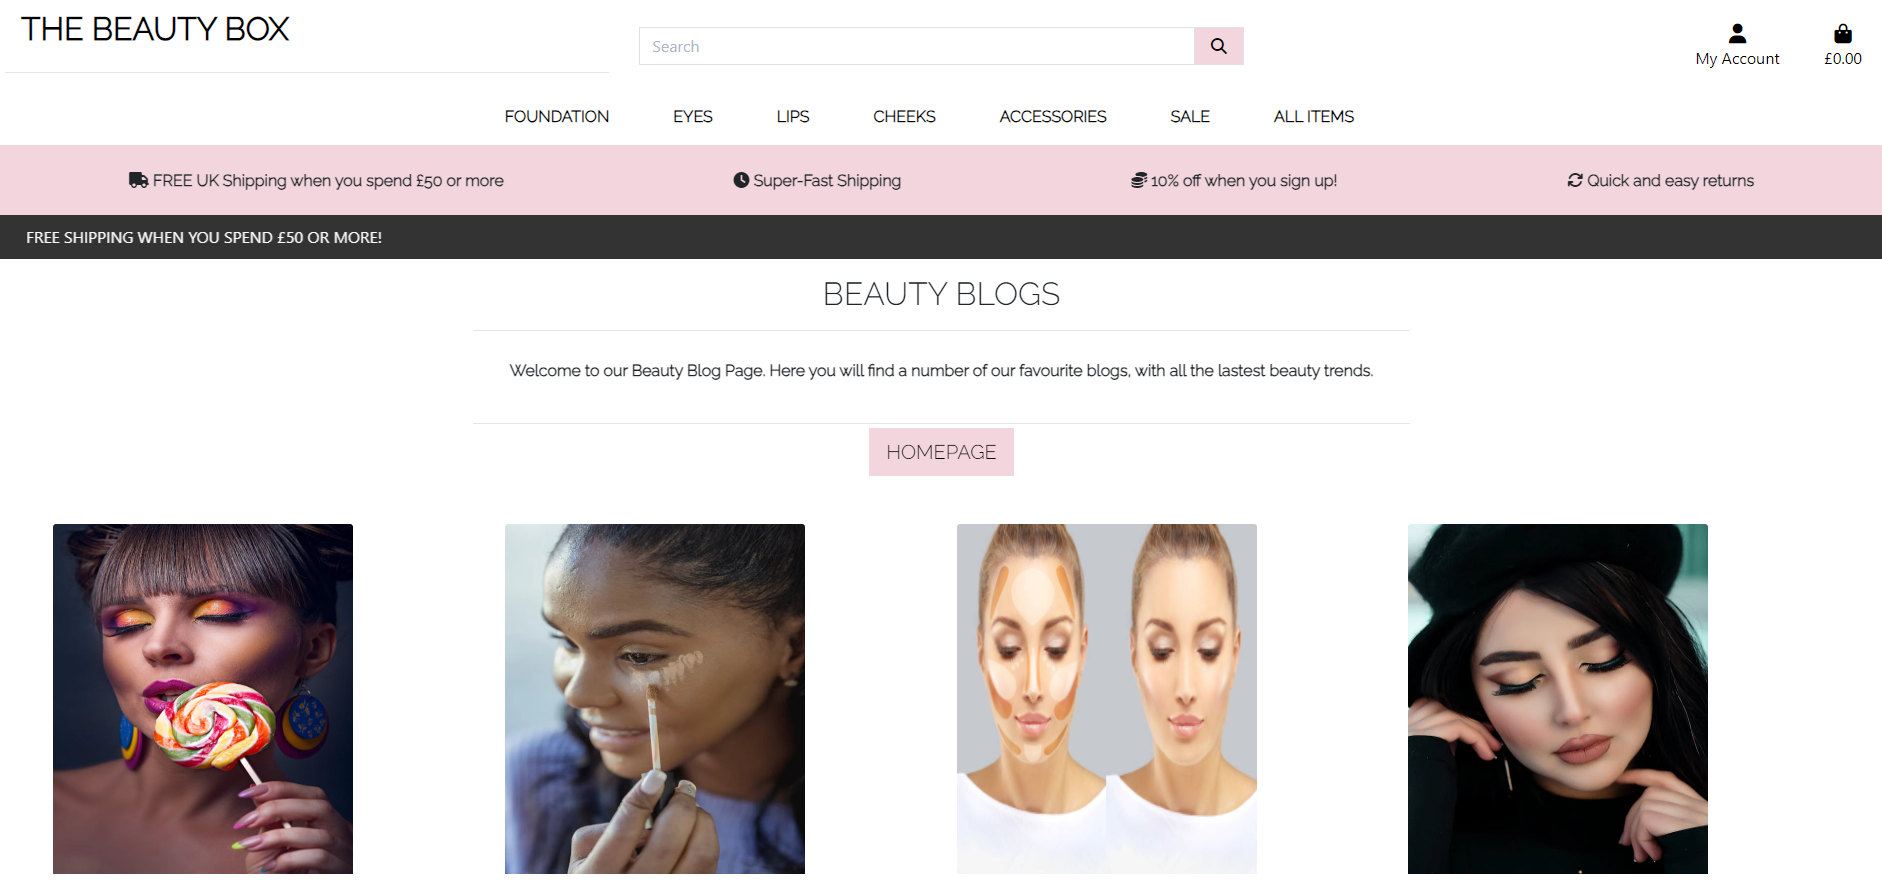 THE BEAUTY BOX
Search
My Account
£0.00
FOUNDATION EYES LIPS CHEEKS ACCESSORIES SALE ALL ITEMS
FREE UK Shipping when you spend £50 or more
Super-Fast Shipping
10% off when you sign up!
Quick and easy returns
FREE SHIPPING WHEN YOU SPEND £50 OR MORE!
BEAUTY BLOGS
Welcome to our Beauty Blog Page. Here you will find a number of our favourite blogs, with all the lastest beauty trends.
HOMEPAGE